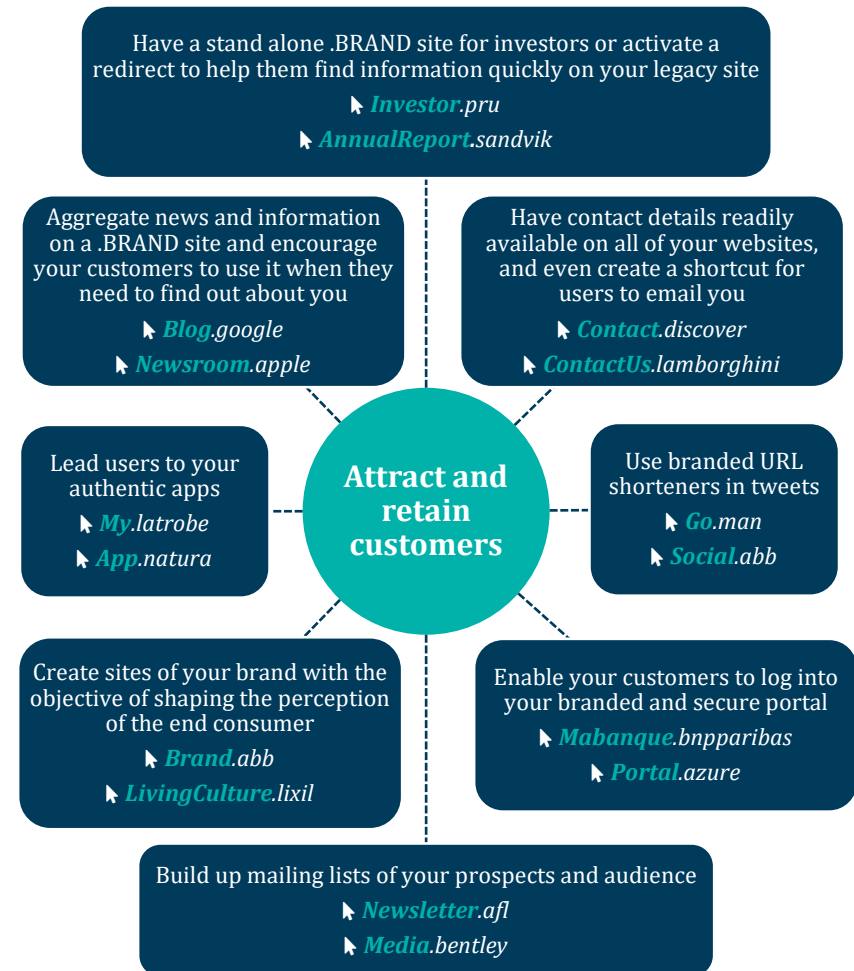 Have a stand alone .BRAND site for investors or activate a
redirect to help them find information quickly on your legacy site
Investor.pru
AnnualReport.sandvik
Aggregate news and information
on a .BRAND site and encourage
your customers to use it when they
need to find out about you
Blog.google
Newsroom.apple
Have contact details readily
available on all of your websites,
and even create a shortcut for
users to email you
Contact.discover
ContactUs.lamborghini
Lead users to your
authentic apps
My.latrobe
App.natura
Attract and
retain
customers
Use branded URL
shorteners in tweets
Go.man
Social.abb
Create sites of your brand with the
objective of shaping the perception
of the end consumer
Brand.abb
LivingCulture.lixil
Enable your customers to log into
your branded and secure portal
Mabanque.bnpparibas
Portal.azure
Build up mailing lists of your prospects and audience
Newsletter.afl
Media.bentley